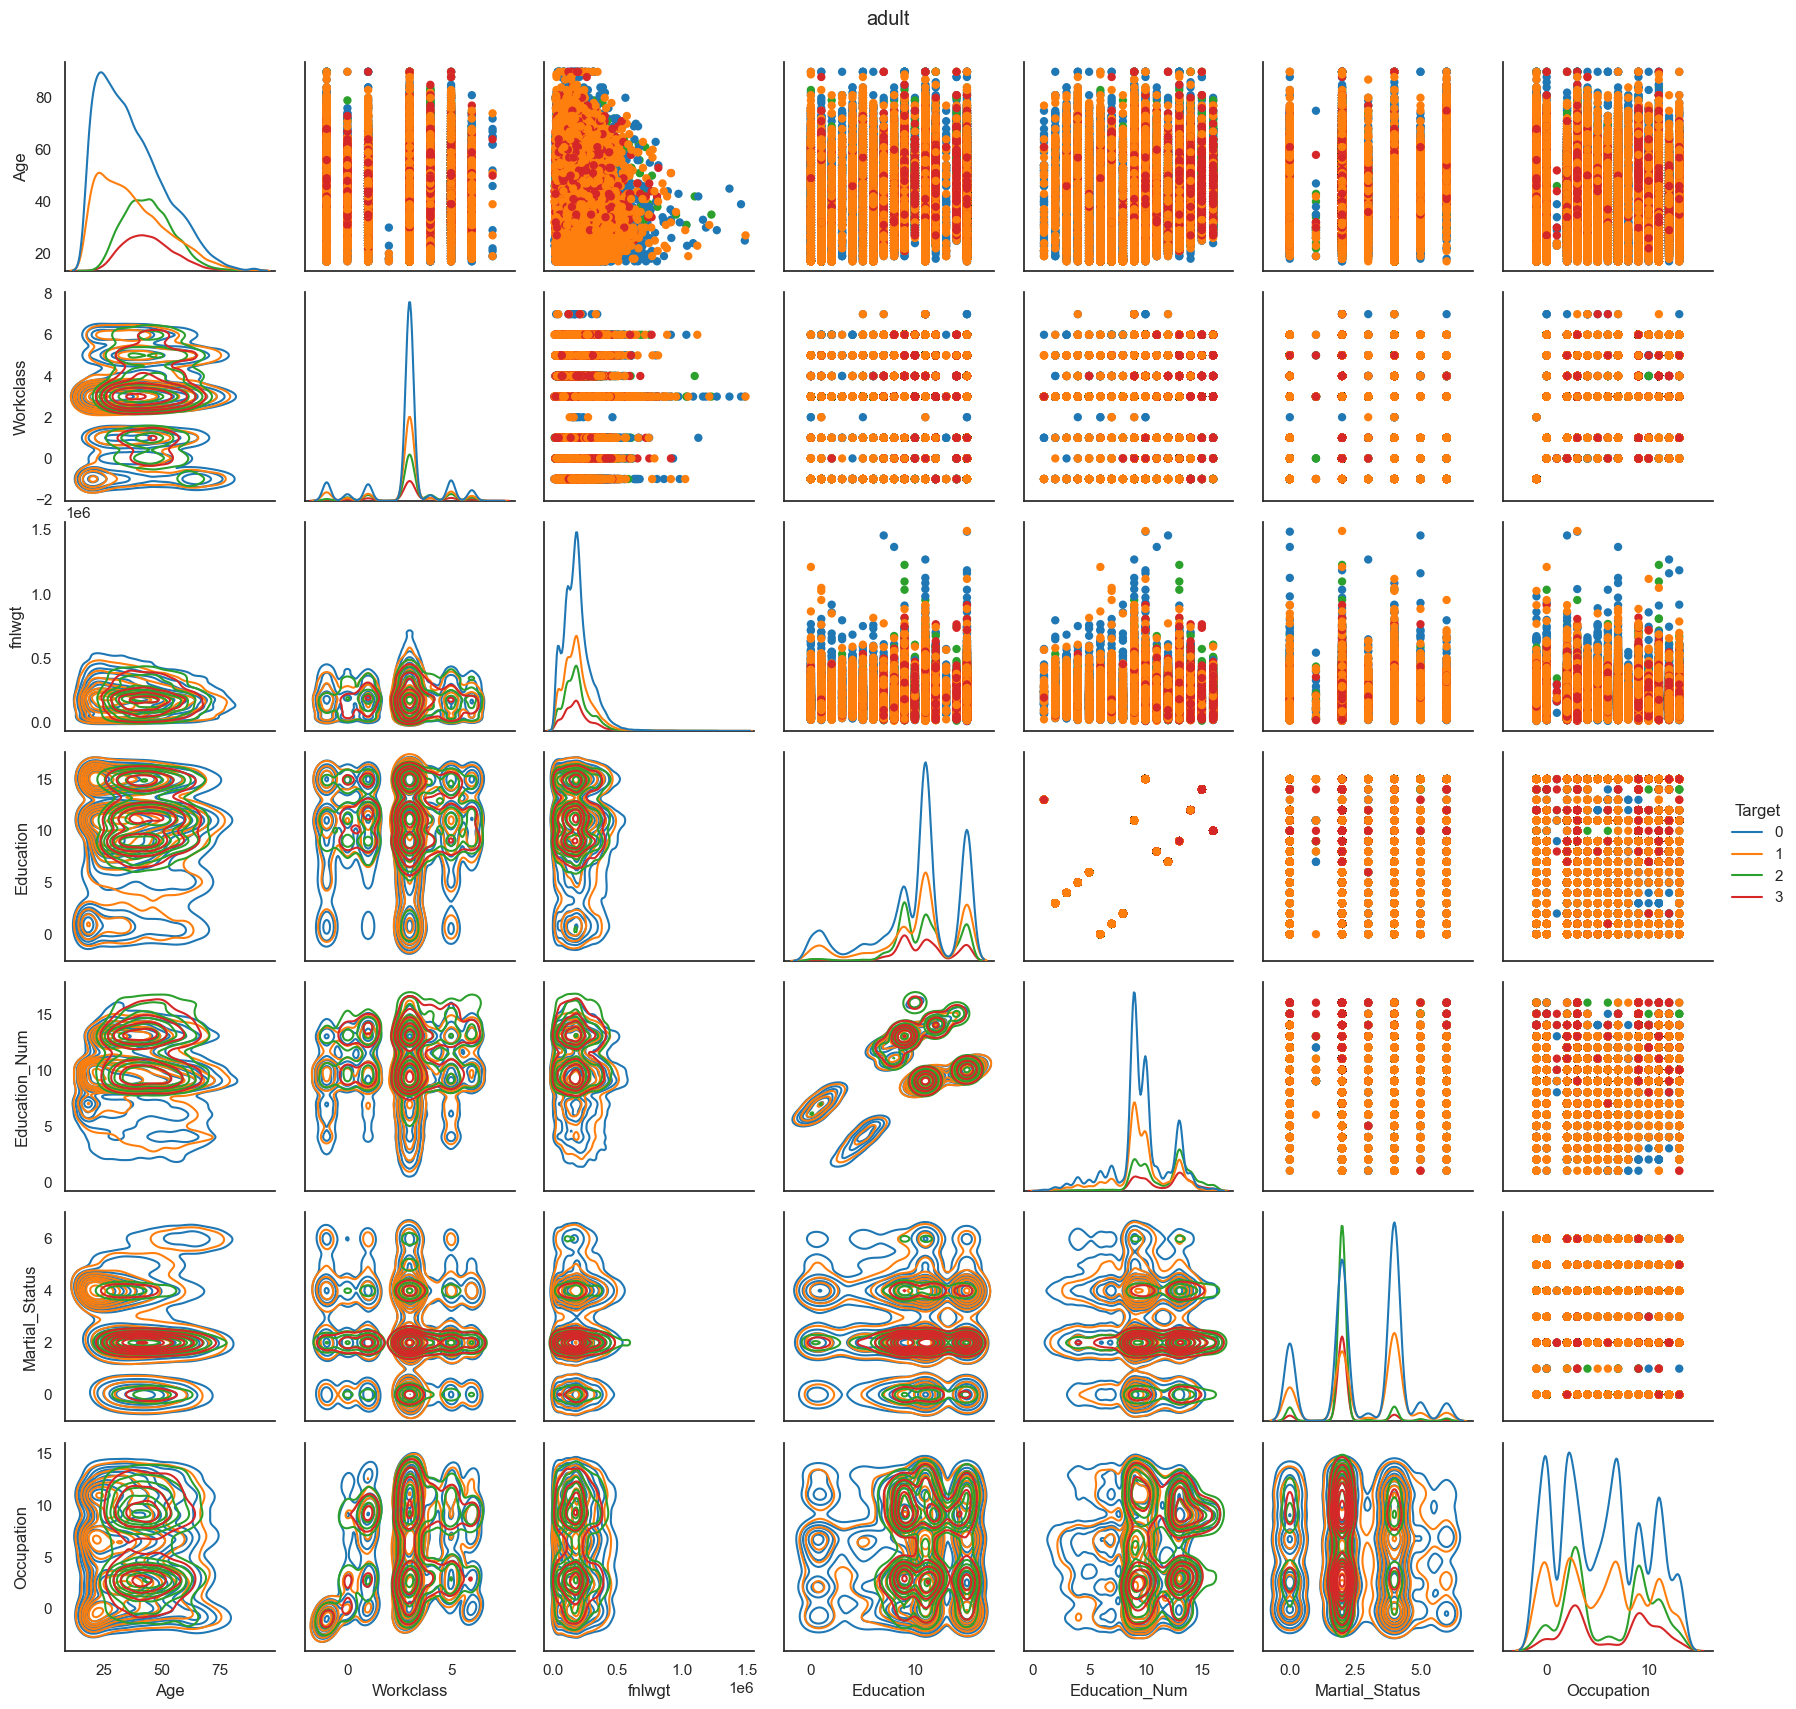 adult
80
60
40
20
Age
8
6
4
2
0
−2
Workclass
1e6
1.5
1.0
0.5
0.0
fnlwgt
15
10
5
0
Education
Target
0
1
2
3
15
10
5
0
Education_Num
6
4
2
0
Martial_Status
15
10
5
0
Occupation
25 50 75
0 5
0.0 0.5 1.0 1.5
0 10
0 5 10 15
0.0 2.5 5.0
0 10
1e6
Age Workclass fnlwgt Education Education_Num Martial_Status Occupation